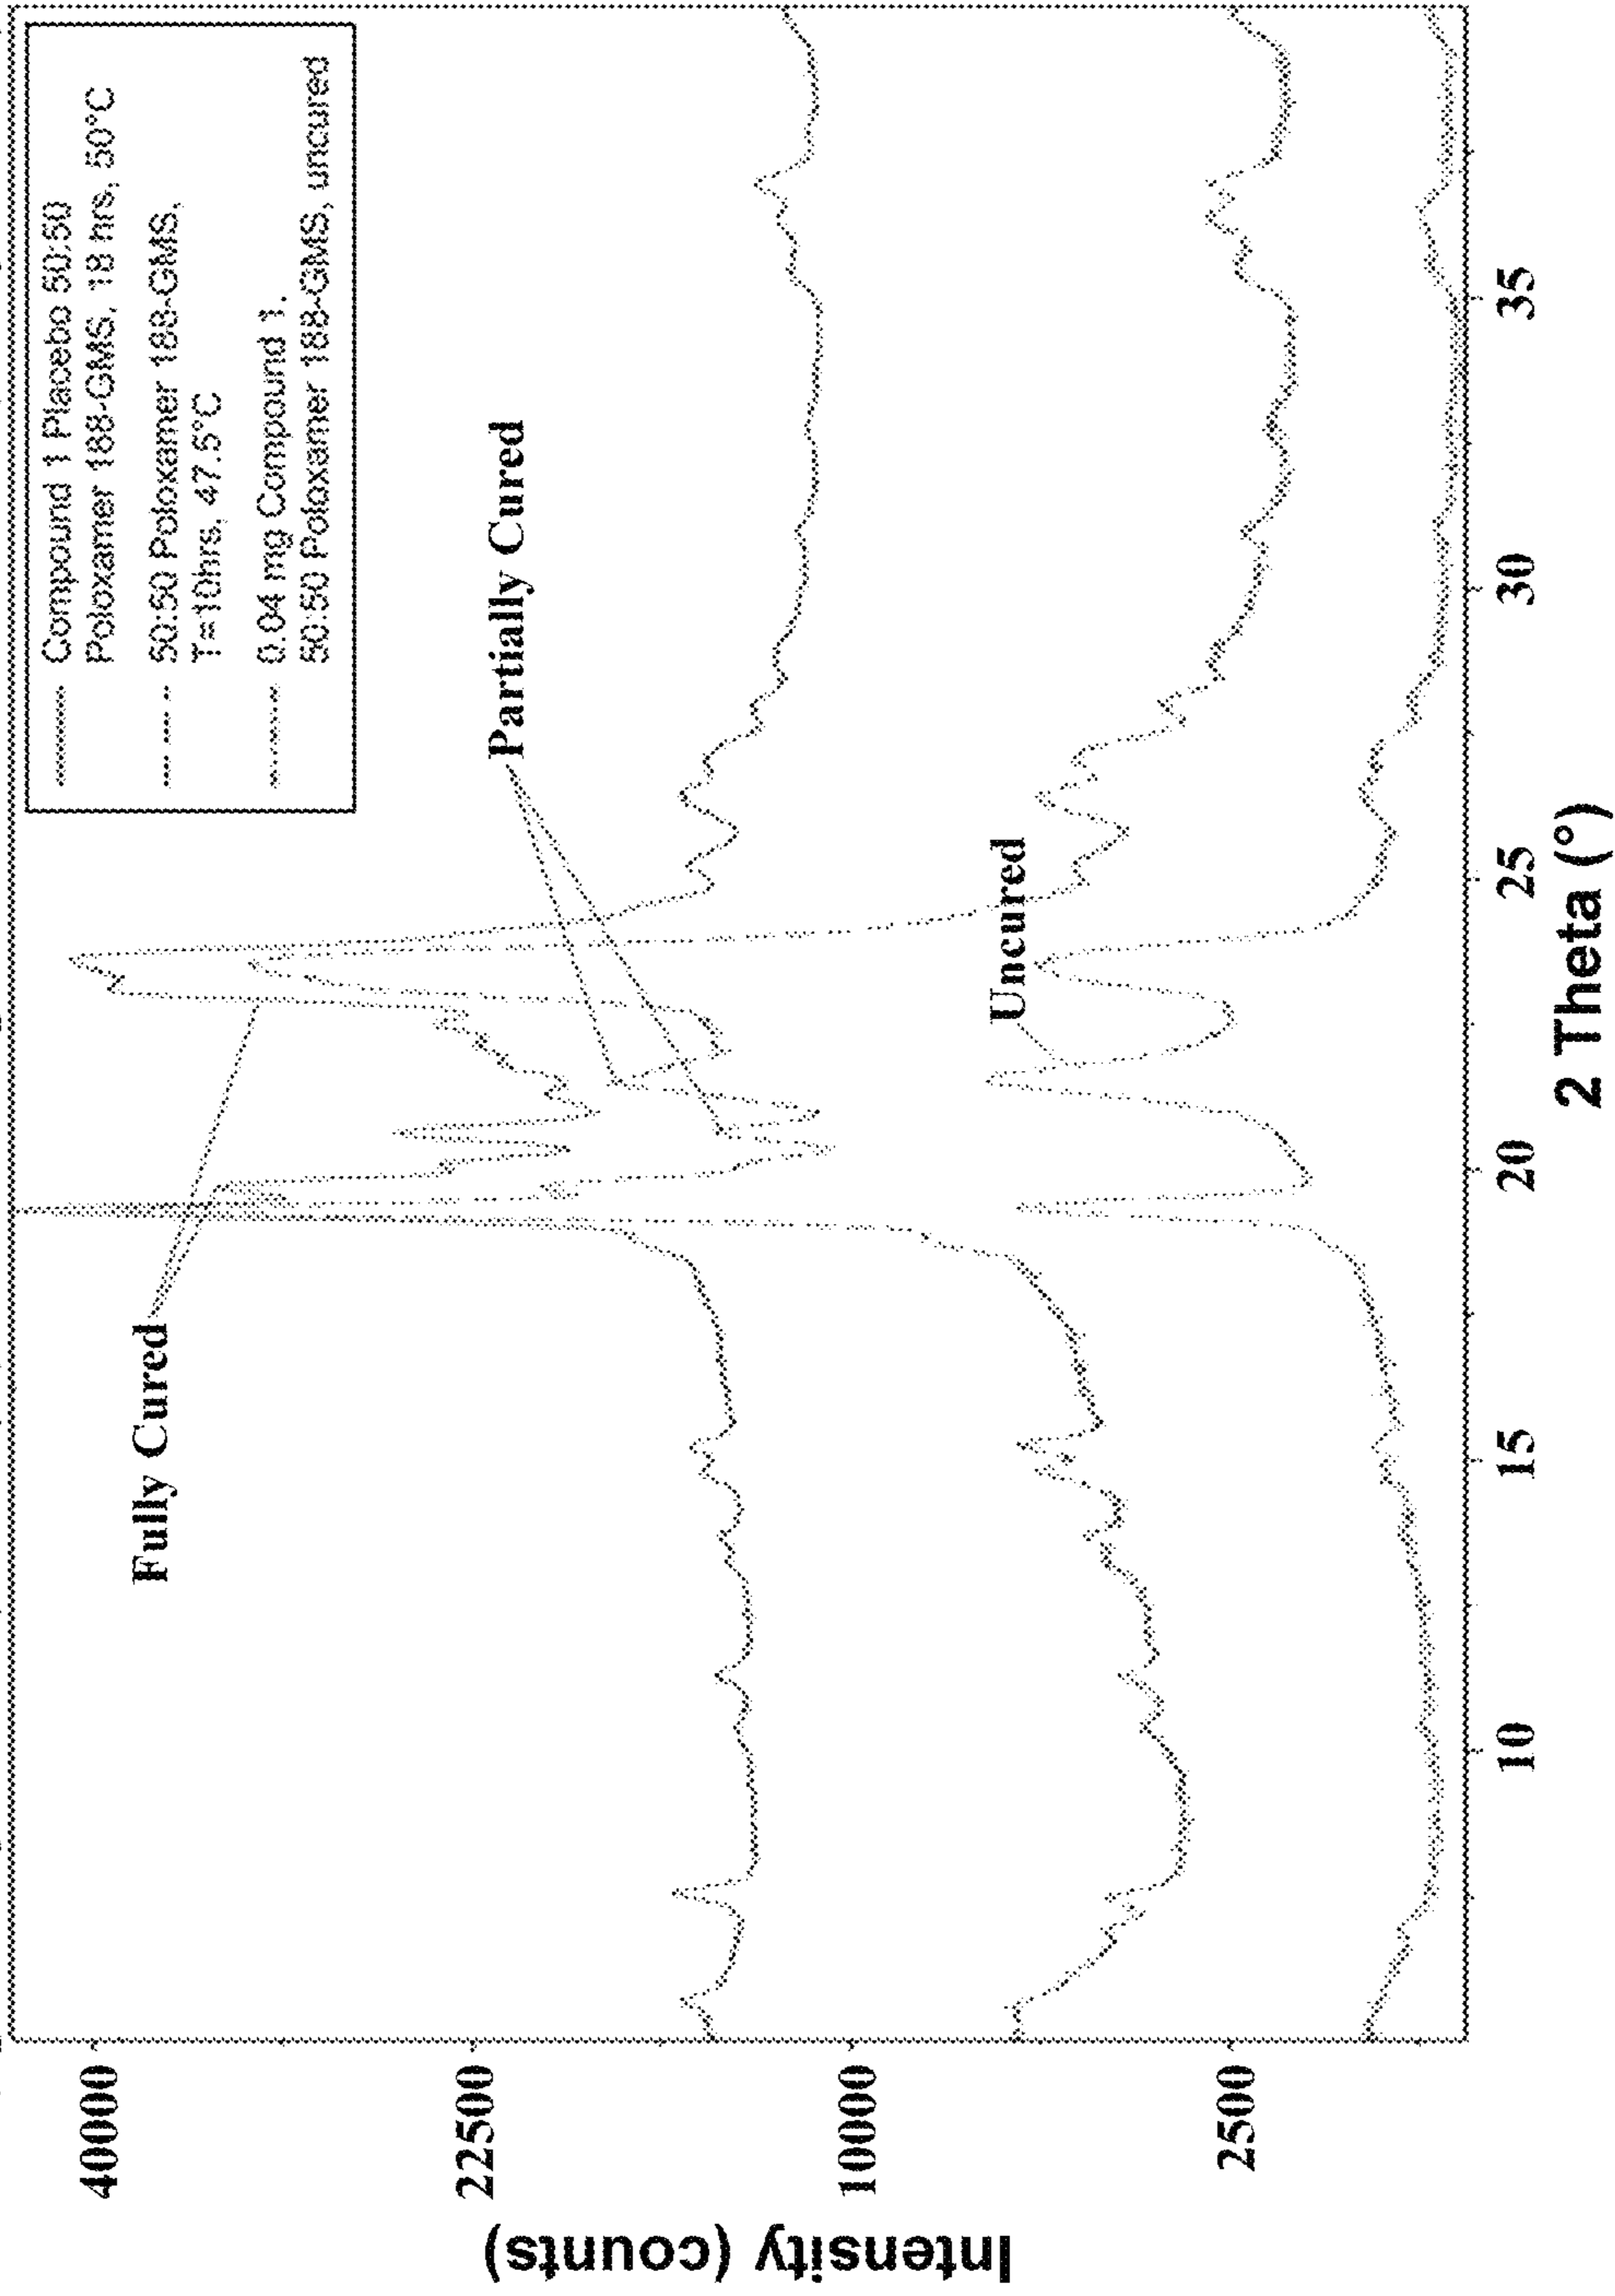 Compound 1 Placebo 50:50
Poloxamer 188-GMS, 18 hrs, 50°C
50:50 Poloxamer 188-GMS,
T=10hrs, 47.5°C
0.04 mg Compound 1.
50:50 Poloxamer 188-GMS, uncured
Fully Cured
Partially Cured
Uncured
Intensity (counts)
40000
22500
10000
2500
10
15
20
25
30
35
2 Theta (°)